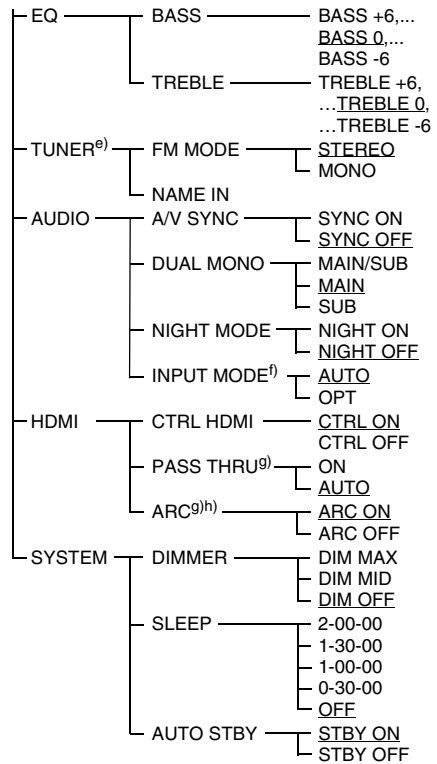 EQ BASS BASS +6,...
BASS 0,...
BASS -6
TREBLE TREBLE +6,
...TREBLE 0,
...TREBLE -6
TUNERe) FM MODE STEREO
MONO
NAME IN
AUDIO A/V SYNC SYNC ON
SYNC OFF
DUAL MONO MAIN/SUB
MAIN
SUB
NIGHT MODE NIGHT ON
NIGHT OFF
INPUT MODEf) AUTO
OPT
HDMI CTRL HDMI CTRL ON
CTRL OFF
PASS THRUg) ON
AUTO
ARCg)h) ARC ON
ARC OFF
SYSTEM DIMMER DIM MAX
DIM MID
DIM OFF
SLEEP 2-00-00
1-30-00
1-00-00
0-30-00
OFF
AUTO STBY STBY ON
STBY OFF